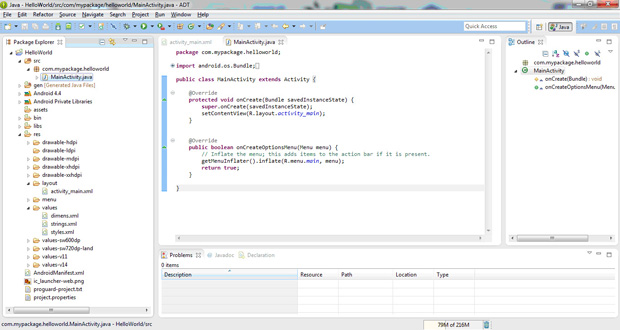 Java - HelloWorld/src/com/mypackage/helloworld/MainActivity.java - ADT
File Edit Refactor Source Navigate Search Project Run Window Help
Quick Access
Java
Package Explorer
HelloWorld
src
com.mypackage.helloworld
MainActivity.java
gen [Generated Java Files]
Android 4.4
Android Private Libraries
assets
bin
libs
res
drawable-hdpi
drawable-ldpi
drawable-mdpi
drawable-xhdpi
drawable-xxhdpi
layout
activity_main.xml
menu
values
dimens.xml
strings.xml
styles.xml
values-sw600dp
values-sw720dp-land
values-v11
values-v14
AndroidManifest.xml
ic_launcher-web.png
proguard-project.txt
project.properties
activity_main.xml
MainActivity.java
package com.mypackage.helloworld;
import android.os.Bundle;
public class MainActivity extends Activity {
@Override
protected void onCreate(Bundle savedInstanceState) {
super.onCreate(savedInstanceState);
setContentView(R.layout.activity_main);
}
@Override
public boolean onCreateOptionsMenu(Menu menu) {
// Inflate the menu; this adds items to the action bar if it is present.
getMenuInflater().inflate(R.menu.main, menu);
return true;
}
}
Outline
com.mypackage.helloworld
MainActivity
onCreate(Bundle) : void
onCreateOptionsMenu(Menu
Problems Javadoc Declaration
0 items
Description Resource Path Location Type
com.mypackage.helloworld.MainActivity.java - HelloWorld/src
79M of 216M